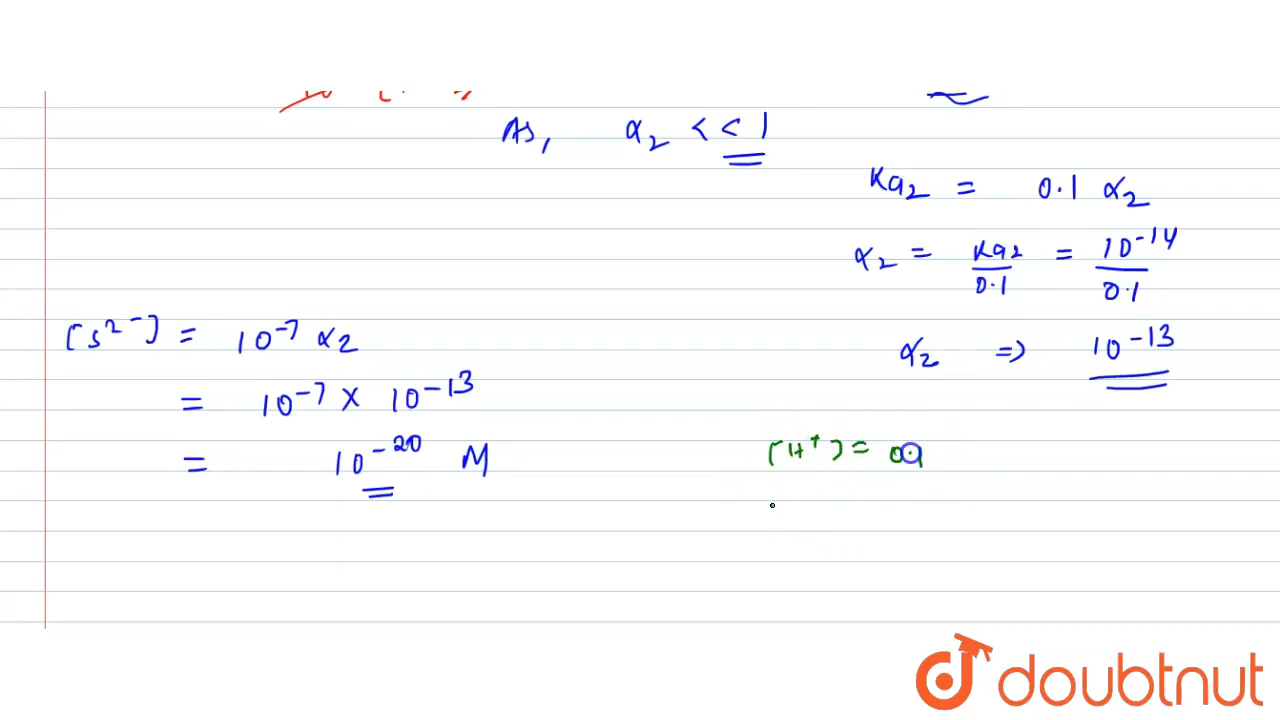 As, α₂ << 1
Ka₂ = 0.1 α₂
α₂ = Ka₂/0.1 = 10⁻¹⁴/0.1
α₂ ⇒ 10⁻¹³
[S²⁻] = 10⁻⁷ α₂
= 10⁻⁷ × 10⁻¹³
= 10⁻²⁰ M
[H⁺] =
doubtnut